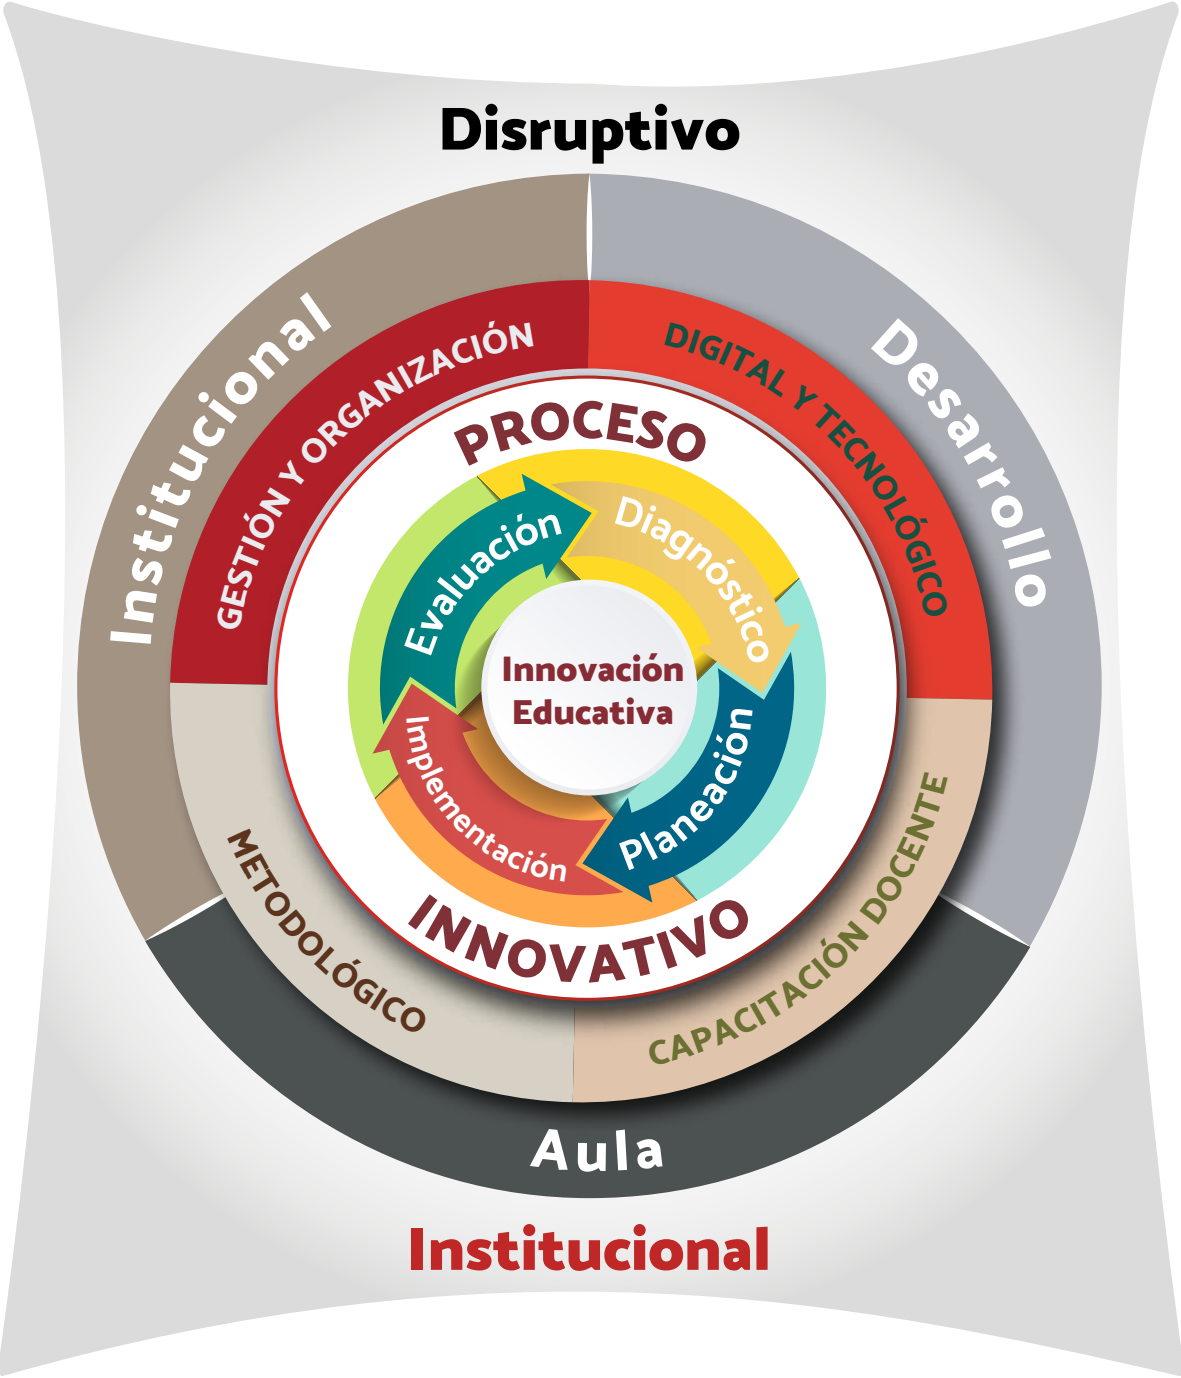 Disruptivo
Institucional
Desarrollo
GESTIÓN Y ORGANIZACIÓN
DIGITAL Y TECNOLÓGICO
PROCESO
Evaluación
Diagnóstico
Innovación
Educativa
Implementación
Planeación
INNOVATIVO
METODOLÓGICO
CAPACITACIÓN DOCENTE
Aula
Institucional